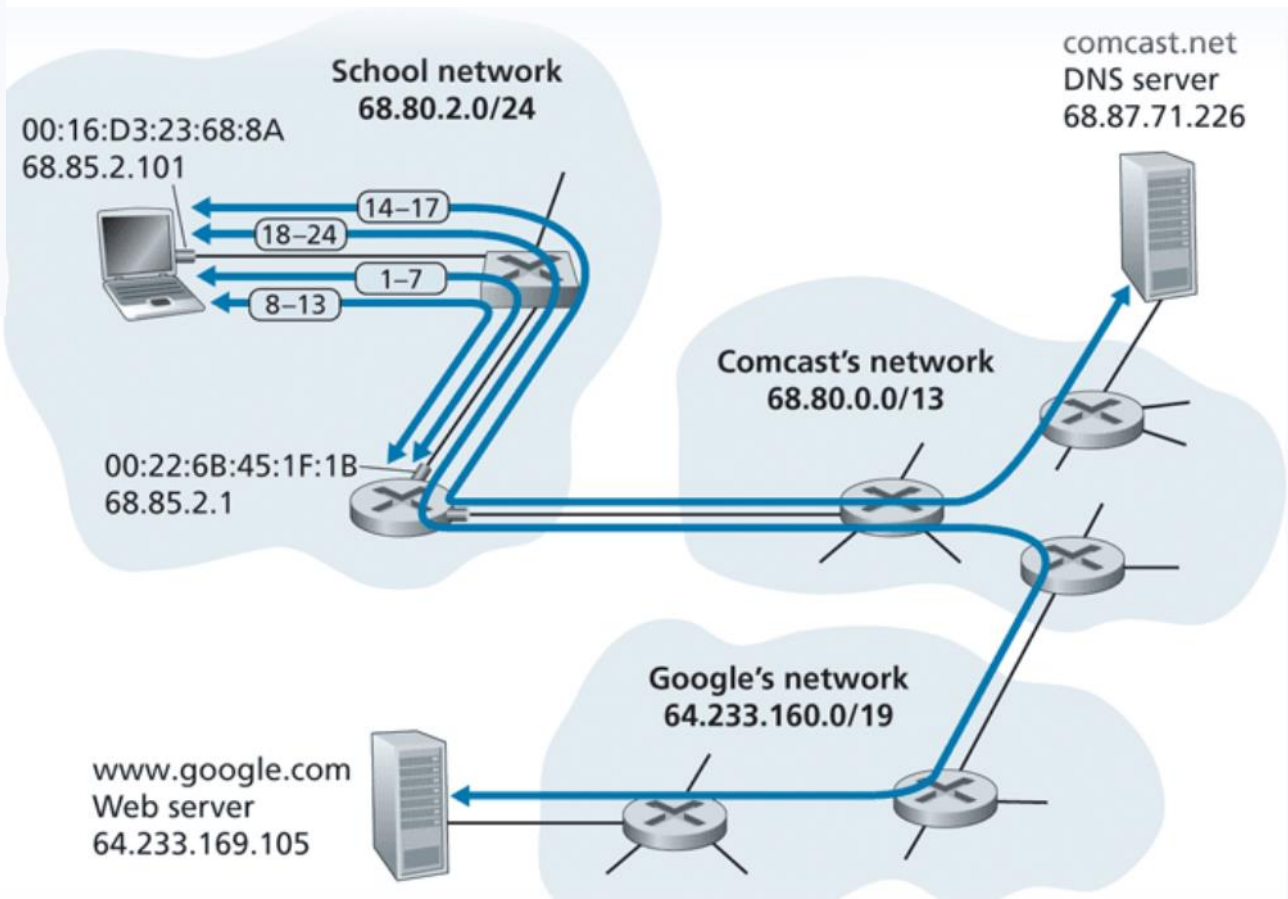 comcast.net
DNS server
68.87.71.226
School network
68.80.2.0/24
00:16:D3:23:68:8A
68.85.2.101
14–17
18–24
1–7
8–13
Comcast's network
68.80.0.0/13
00:22:6B:45:1F:1B
68.85.2.1
Google's network
64.233.160.0/19
www.google.com
Web server
64.233.169.105